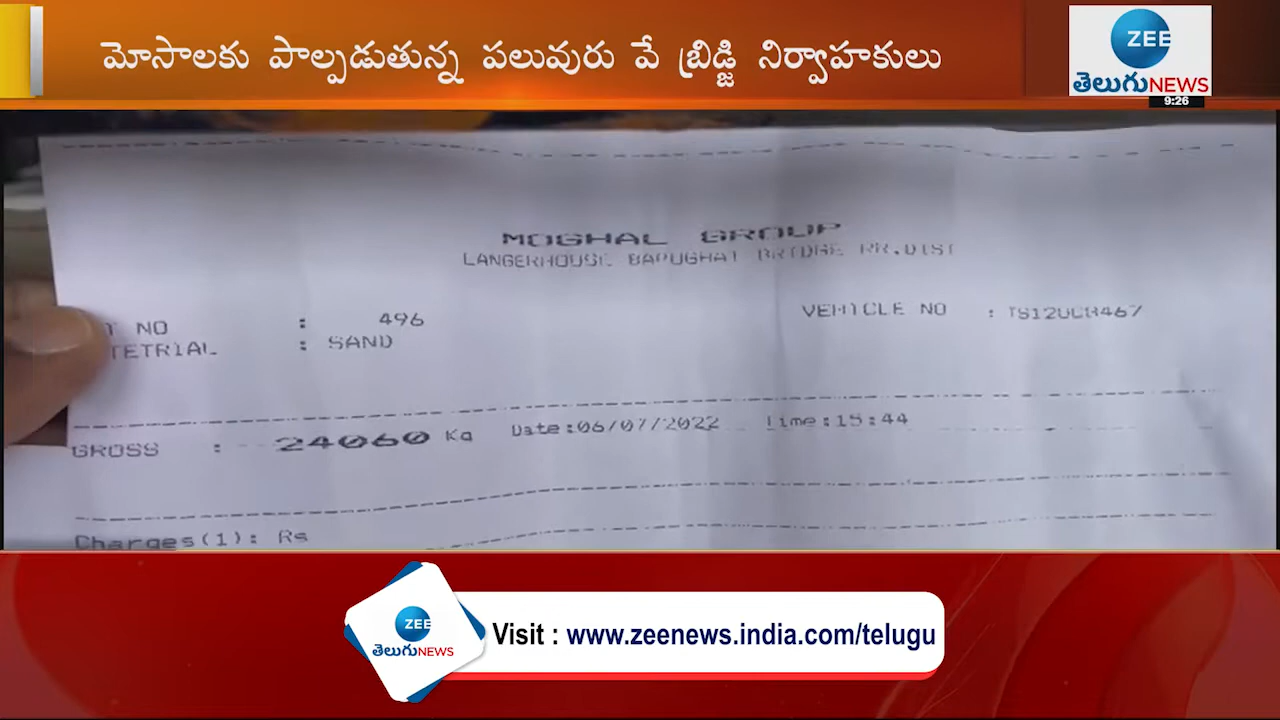 మోసాలకు పాల్పడుతున్న పలువురు వే బ్రిడ్జి నిర్వాహకులు
ZEE
తెలుగు NEWS
9:26
MOGHAL GROUP
LANGERHOUSE BAPUGHAT BRIDGE RR.DIST
T NO : 496
VEHICLE NO :
TETRIAL : SAND
GROSS : 24060 Kg Date:06/07/2022 Time:15:44
Charges(1): Rs
ZEE
తెలుగు NEWS
Visit : www.zeenews.india.com/telugu